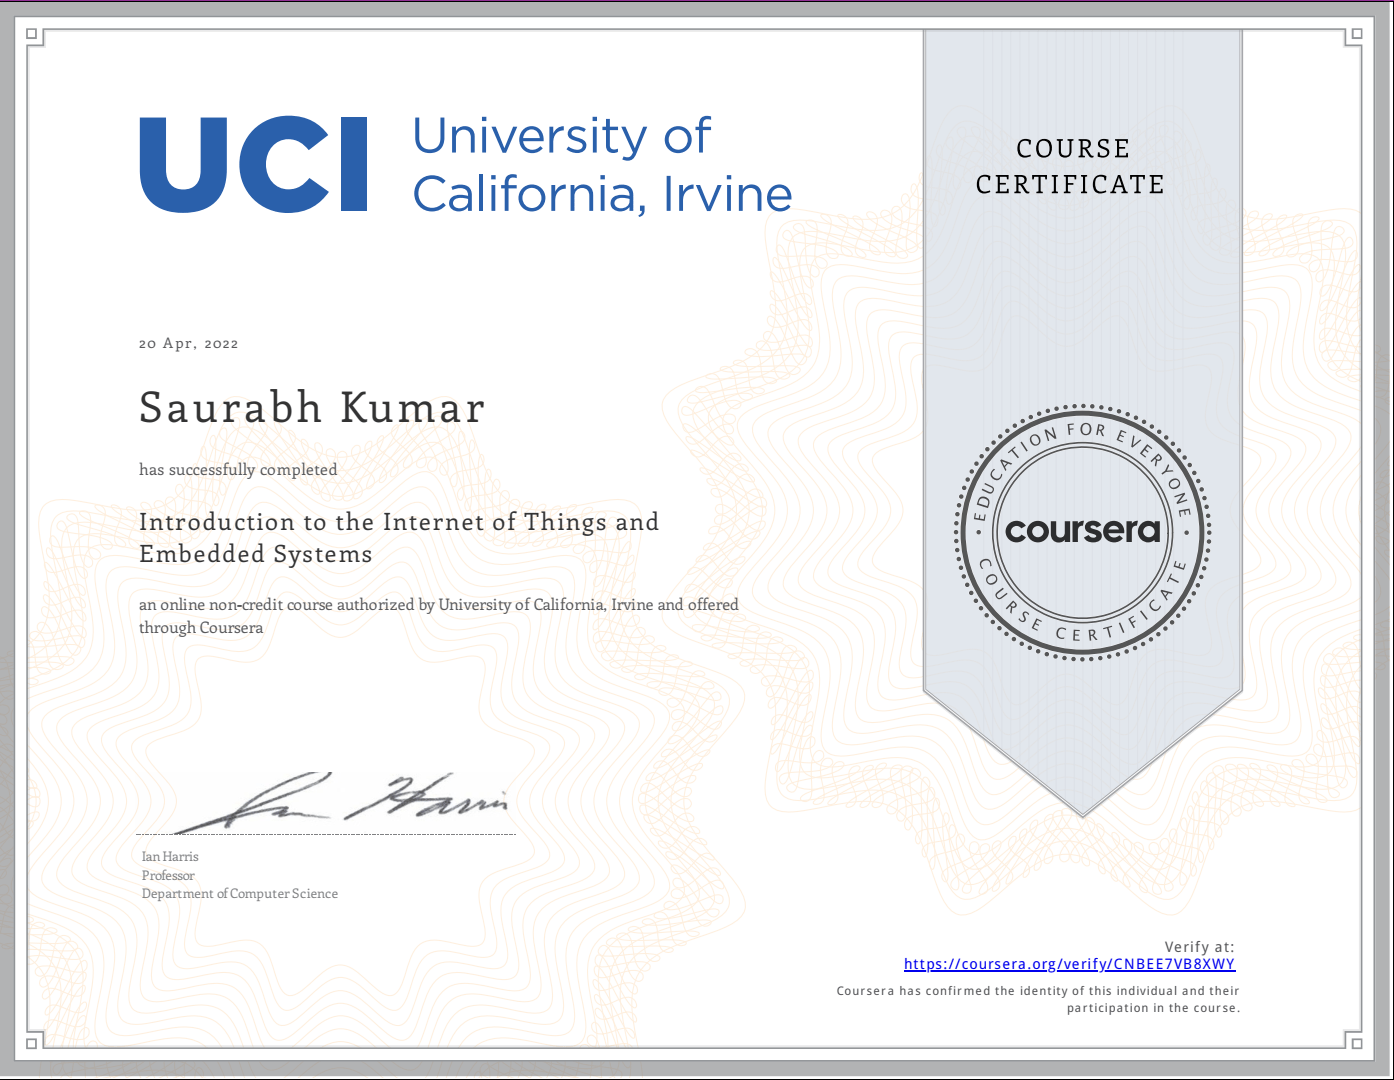 UCI University of
California, Irvine
COURSE
CERTIFICATE
20 Apr, 2022
Saurabh Kumar
has successfully completed
Introduction to the Internet of Things and
Embedded Systems
an online non-credit course authorized by University of California, Irvine and offered
through Coursera
EDUCATION FOR EVERYONE
coursera
COURSE CERTIFICATE
Ian Harris
Ian Harris
Professor
Department of Computer Science
Verify at:
https://coursera.org/verify/CNBEE7VB8XWY
Coursera has confirmed the identity of this individual and their
participation in the course.